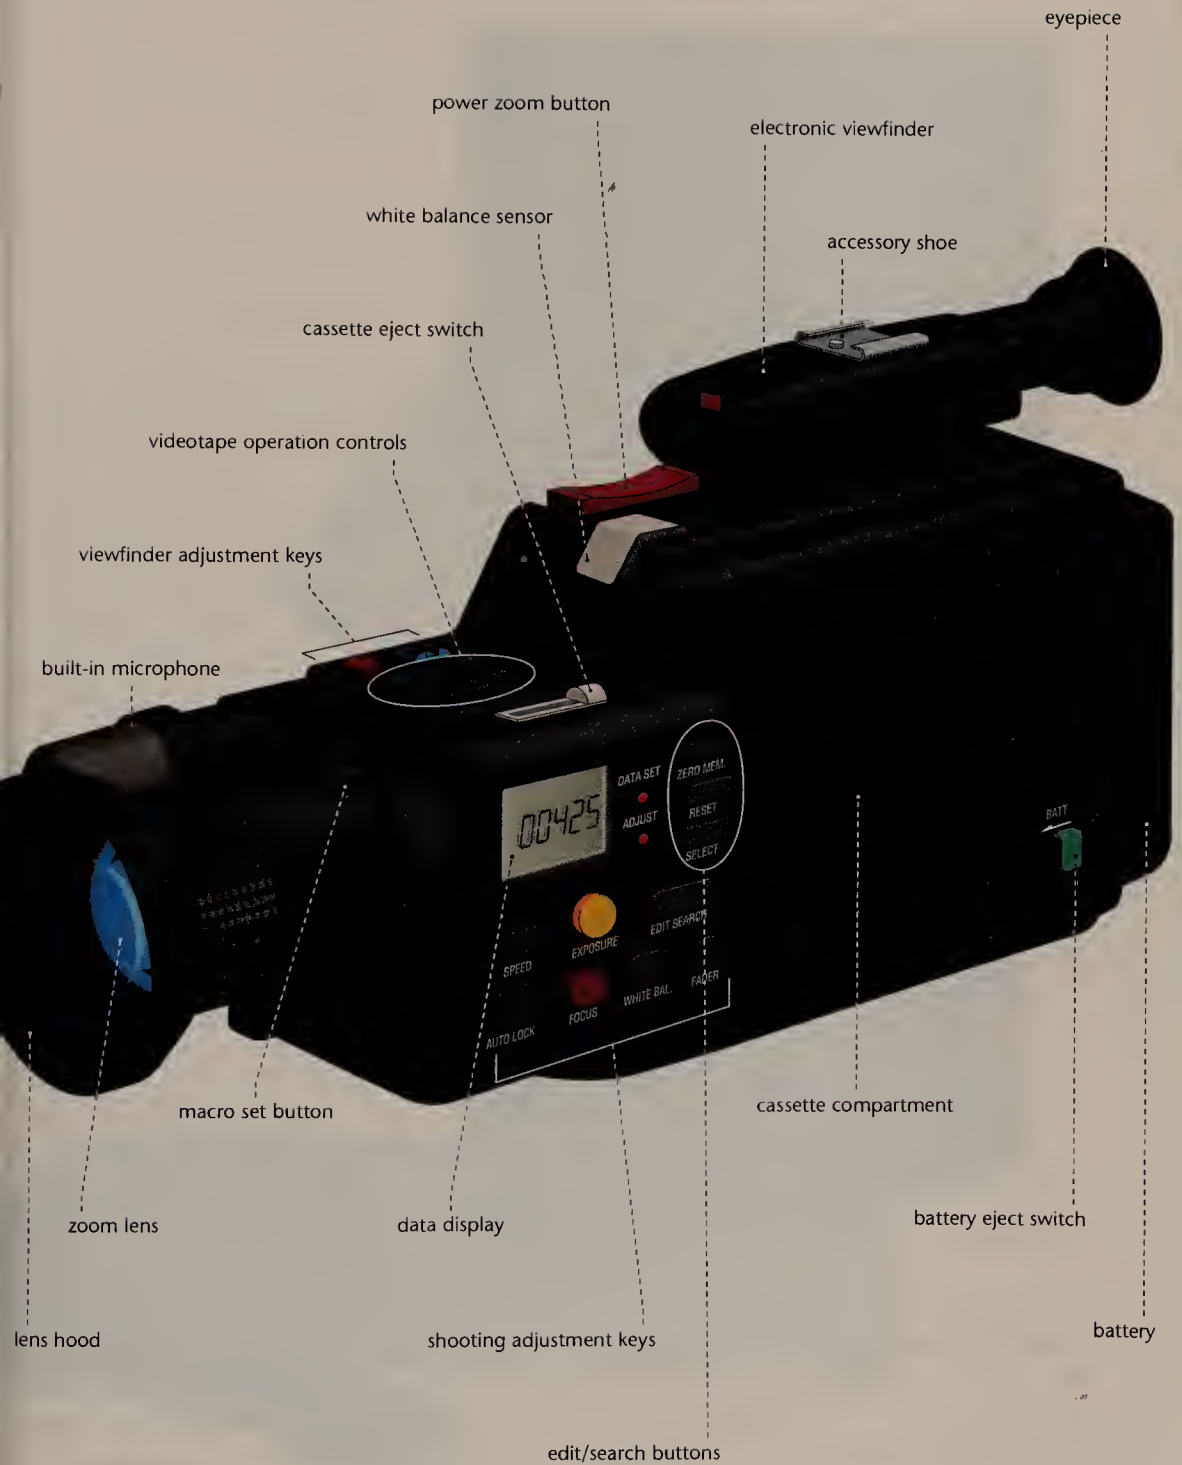 eyepiece
power zoom button
electronic viewfinder
white balance sensor
accessory shoe
cassette eject switch
videotape operation controls
viewfinder adjustment keys
built-in microphone
DATA SET
ZERO MEM.
00425
ADJUST
RESET
BATT
SELECT
EXPOSURE
EDIT SEARCH
SPEED
FOCUS
WHITE BAL.
FADER
AUTO LOCK
macro set button
cassette compartment
zoom lens
data display
battery eject switch
lens hood
shooting adjustment keys
battery
edit/search buttons